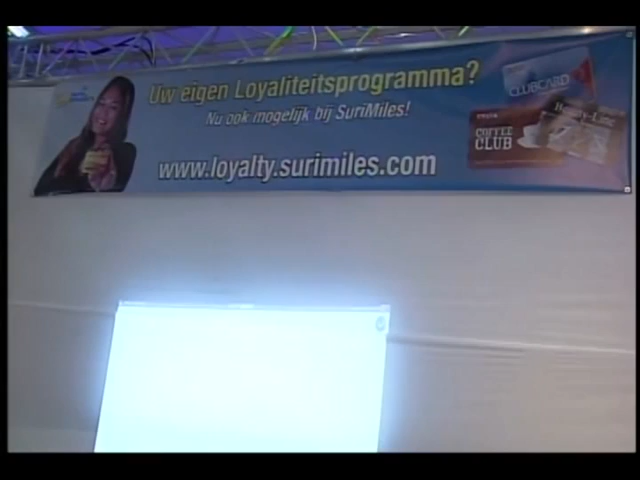 Uw eigen Loyaliteitsprogramma?
Nu ook mogelijk bij SuriMiles!
www.loyalty.surimiles.com
CLUBCARD
COFFEE
CLUB